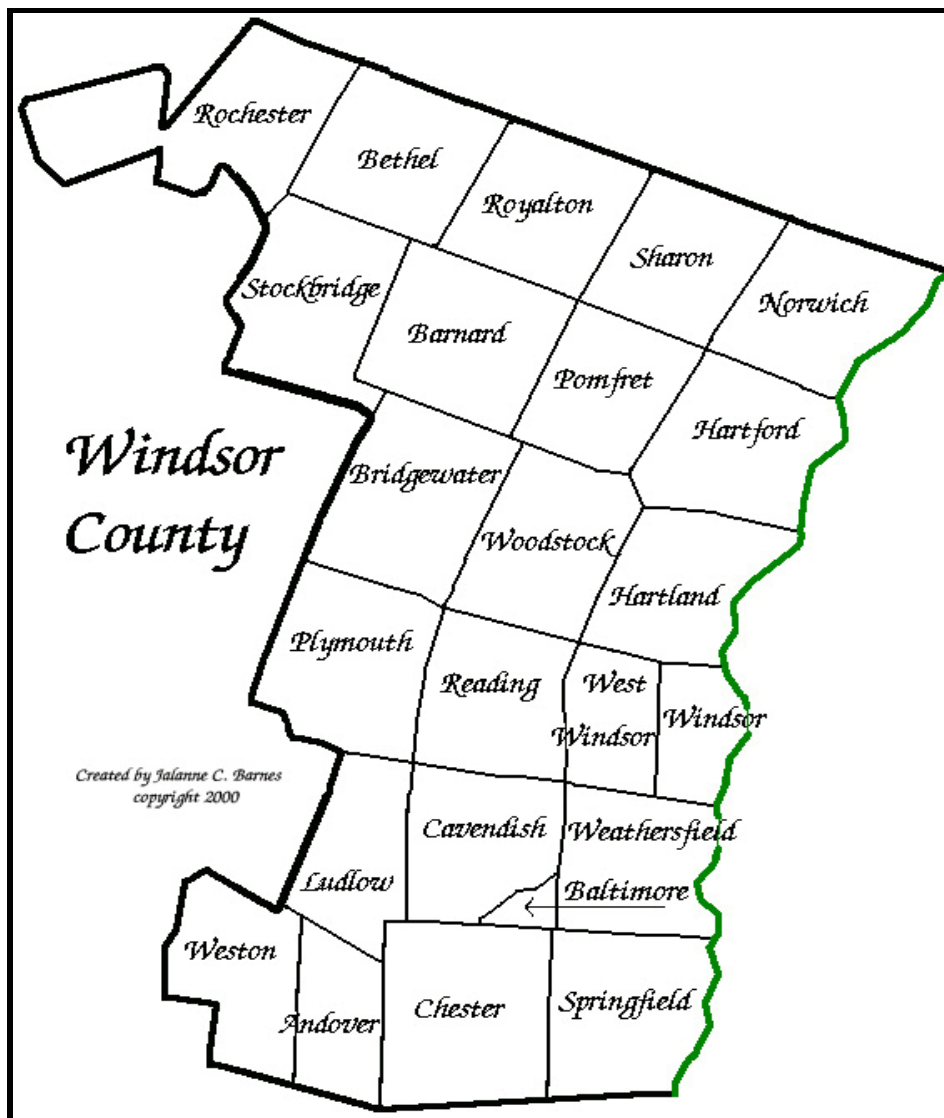 Rochester
Bethel
Royalton
Sharon
Norwich
Stockbridge
Barnard
Pomfret
Hartford
Windsor
County
Bridgewater
Woodstock
Hartland
Plymouth
Reading
West
Windsor
Windsor
Created by Jalanne C. Barnes
copyright 2000
Cavendish
Weathersfield
Ludlow
Baltimore
Weston
Andover
Chester
Springfield